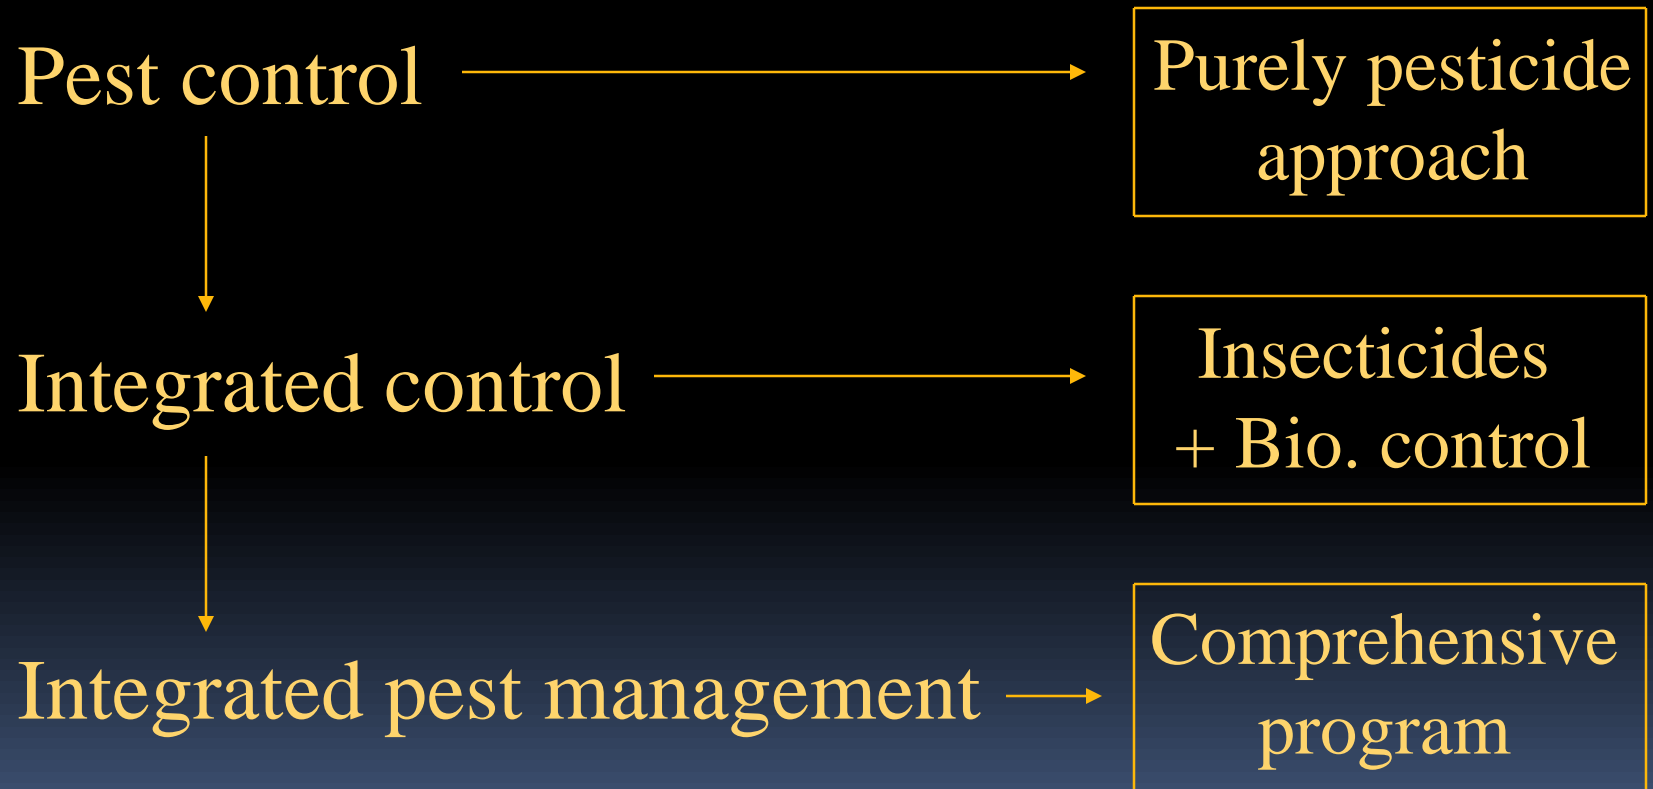 Pest control
Purely pesticide
approach
Integrated control
Insecticides
+ Bio. control
Integrated pest management
Comprehensive
program